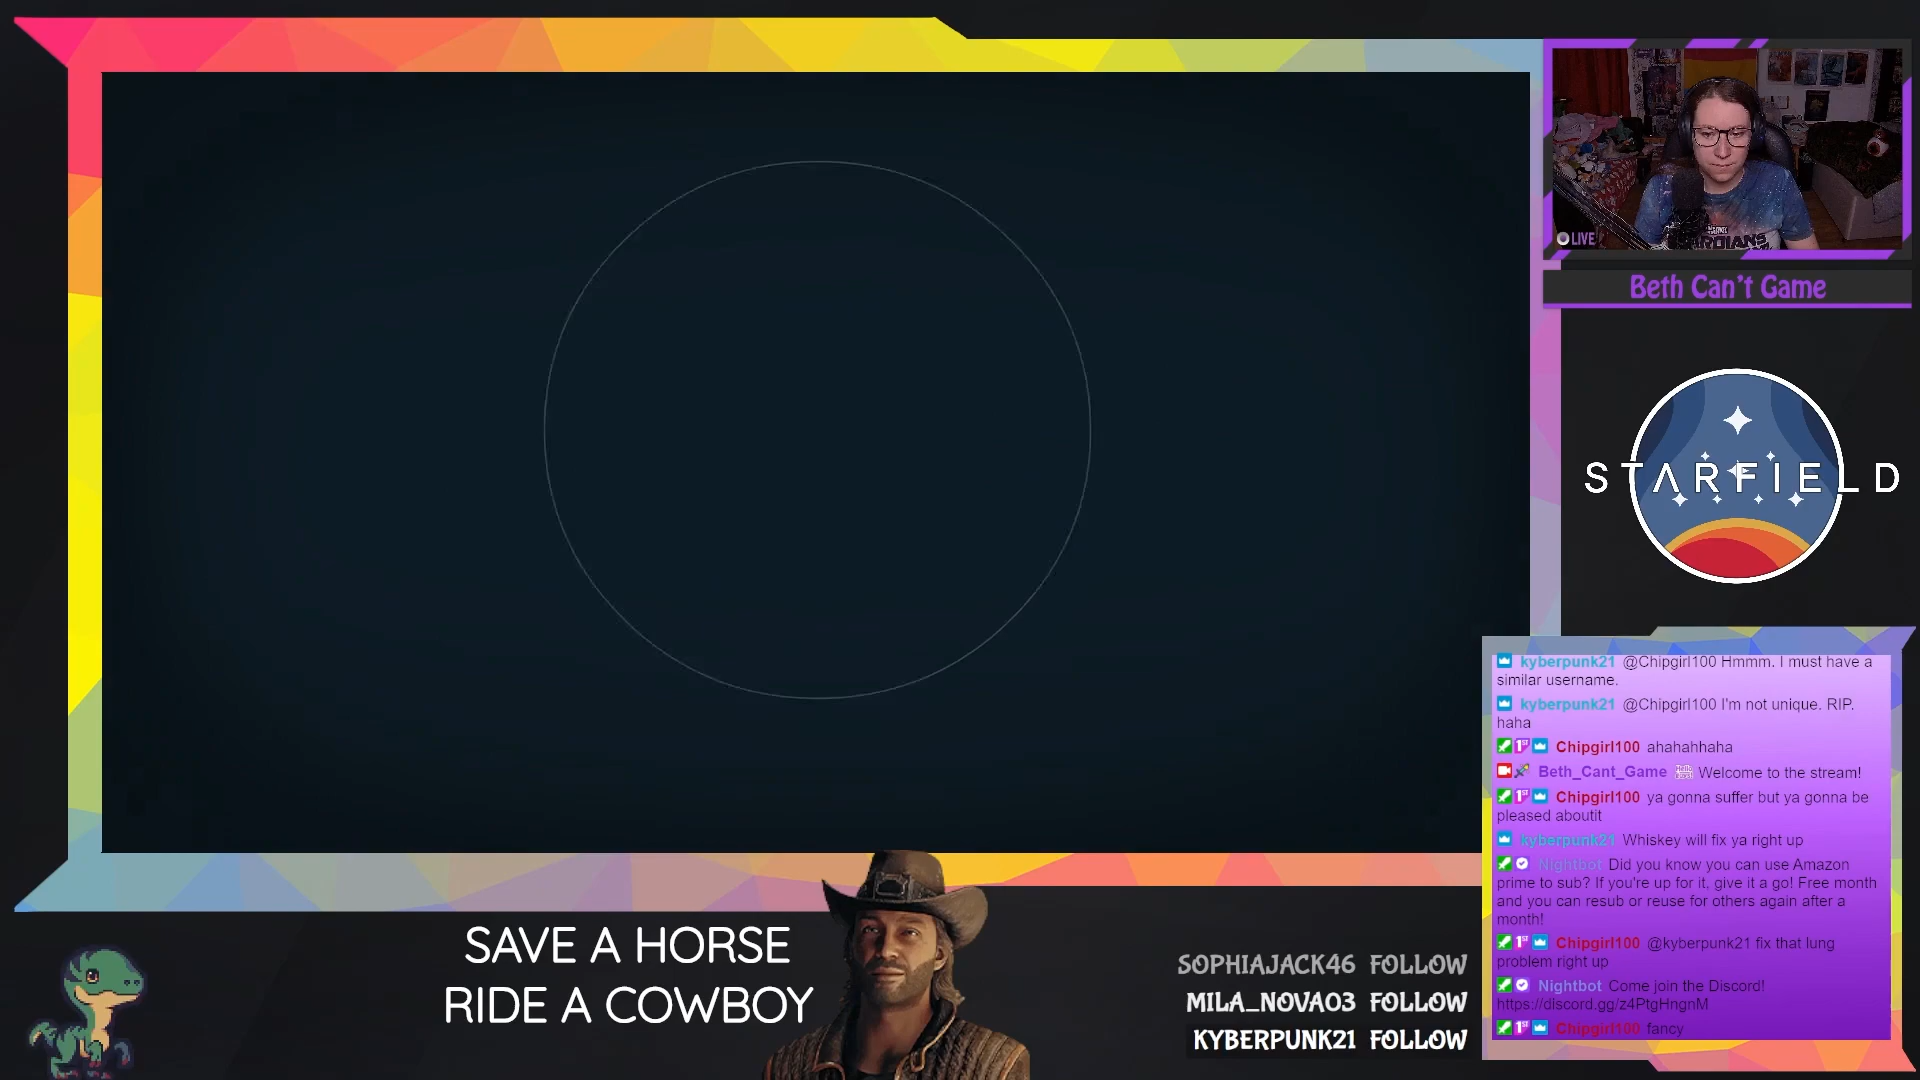 LIVE
RDIANS
Beth Can't Game
STARFIELD
kyberpunk21 @Chipgirl100 Hmmm. I must have a
similar username.
kyberpunk21 @Chipgirl100 I'm not unique. RIP.
haha
1ST Chipgirl100 ahahahhaha
Beth_Cant_Game Welcome to the stream!
1ST Chipgirl100 ya gonna suffer but ya gonna be
pleased aboutit
kyberpunk21 Whiskey will fix ya right up
Nightbot Did you know you can use Amazon
prime to sub? If you're up for it, give it a go! Free month
and you can resub or reuse for others again after a
month!
1ST Chipgirl100 @kyberpunk21 fix that lung
problem right up
Nightbot Come join the Discord!
https://discord.gg/z4PtgHngnM
1ST Chipgirl100 fancy
SAVE A HORSE
RIDE A COWBOY
SOPHIAJACK46 FOLLOW
MILA_NOVA03 FOLLOW
KYBERPUNK21 FOLLOW